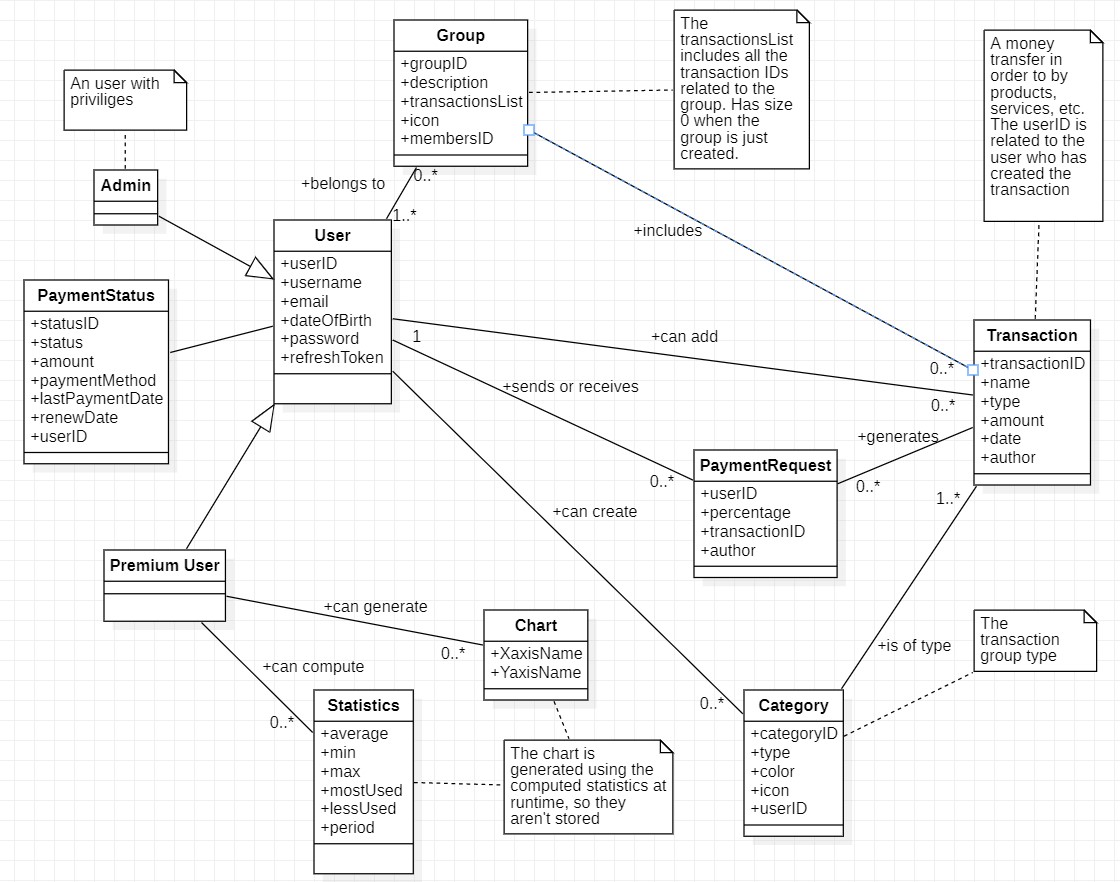 Group
+groupID
+description
+transactionsList
+icon
+membersID
The
transactionsList
includes all the
transaction IDs
related to the
group. Has size
0 when the
group is just
created.
A money
transfer in
order to by
products,
services, etc.
The userID is
related to the
user who has
created the
transaction
An user with
priviliges
Admin
+belongs to
0..*
1..*
+includes
User
+userID
+username
+email
+dateOfBirth
+password
+refreshToken
PaymentStatus
+statusID
+status
+amount
+paymentMethod
+lastPaymentDate
+renewDate
+userID
1
+can add
0..*
0..*
Transaction
+transactionID
+name
+type
+amount
+date
+author
+sends or receives
0..*
+generates
0..*
1..*
PaymentRequest
+userID
+percentage
+transactionID
+author
+can create
0..*
Premium User
+can generate
0..*
Chart
+XaxisName
+YaxisName
+can compute
0..*
Statistics
+average
+min
+max
+mostUsed
+lessUsed
+period
The chart is
generated using the
computed statistics at
runtime, so they
aren't stored
+is of type
The
transaction
group type
Category
+categoryID
+type
+color
+icon
+userID